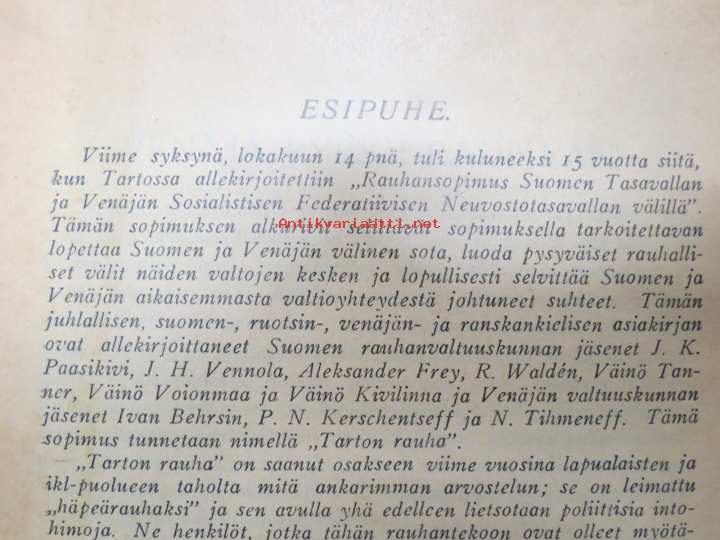 ESIPUHE.
Viime syksynä, lokakuun 14 pnä, tuli kuluneeksi 15 vuotta siitä,
kun Tartossa allekirjoitettiin „Rauhansopimus Suomen Tasavallan
ja Venäjän Sosialistisen Federatiivisen Neuvostotasavallan välillä”.
Tämän sopimuksen sopimuksella tarkoitettavan
Antikvariaatti.net
lopettaa Suomen ja Venäjän välinen sota, luoda pysyväiset rauhalli-
set välit näiden valtojen kesken ja lopullisesti selvittää Suomen ja
Venäjän aikaisemmasta valtioyhteydestä johtuneet suhteet. Tämän
juhlallisen, suomen-, ruotsin-, venäjän- ja ranskankielisen asiakirjan
ovat allekirjoittaneet Suomen rauhanvaltuuskunnan jäsenet J. K.
Paasikivi, J. H. Vennola, Aleksander Frey, R. Waldén, Väinö Tan-
ner, Väinö Voionmaa ja Väinö Kivilinna ja Venäjän valtuuskunnan
jäsenet Ivan Behrsin, P. N. Kerschentseff ja N. Tihmeneff. Tämä
sopimus tunnetaan nimellä „Tarton rauha”.
„Tarton rauha” on saanut osakseen viime vuosina lapualaisten ja
ikl-puolueen taholta mitä ankarimman arvostelun; se on leimattu
„häpeärauhaksi” ja sen avulla yhä edelleen lietsotaan poliittisia into-
himoja. Ne henkilöt, jotka tähän rauhantekoon ovat olleet myötä-